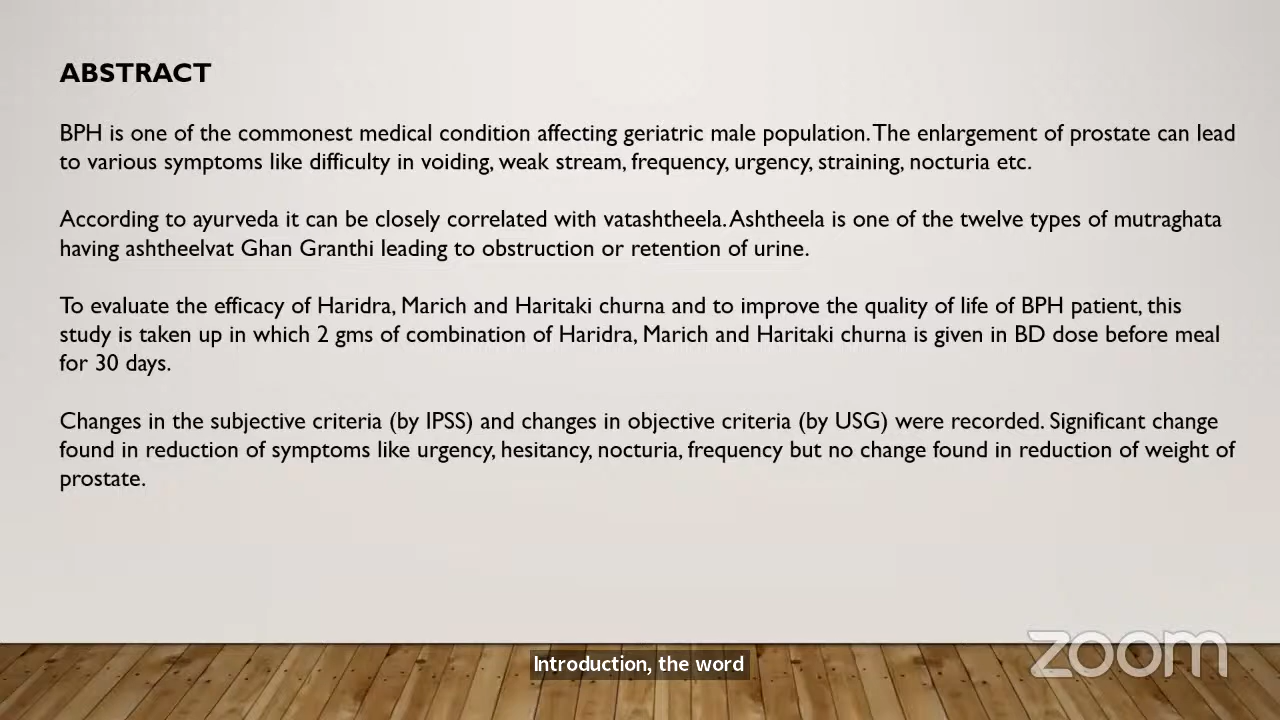 ABSTRACT
BPH is one of the commonest medical condition affecting geriatric male population. The enlargement of prostate can lead
to various symptoms like difficulty in voiding, weak stream, frequency, urgency, straining, nocturia etc.
According to ayurveda it can be closely correlated with vatashtheela. Ashtheela is one of the twelve types of mutraghata
having ashtheelvat Ghan Granthi leading to obstruction or retention of urine.
To evaluate the efficacy of Haridra, Marich and Haritaki churna and to improve the quality of life of BPH patient, this
study is taken up in which 2 gms of combination of Haridra, Marich and Haritaki churna is given in BD dose before meal
for 30 days.
Changes in the subjective criteria (by IPSS) and changes in objective criteria (by USG) were recorded. Significant change
found in reduction of symptoms like urgency, hesitancy, nocturia, frequency but no change found in reduction of weight of
prostate.
zoom
Introduction, the word